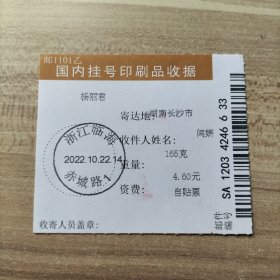 邮1101乙
国内挂号印刷品收据
杨丽君
寄达地:湖南长沙市
收件人姓名:
165克
重量:
4.60元
资费: 自贴票
收寄人员盖章:
浙江临海
2022.10.22.14
赤城路1
邮件编号 SA 1203 4246 6 33